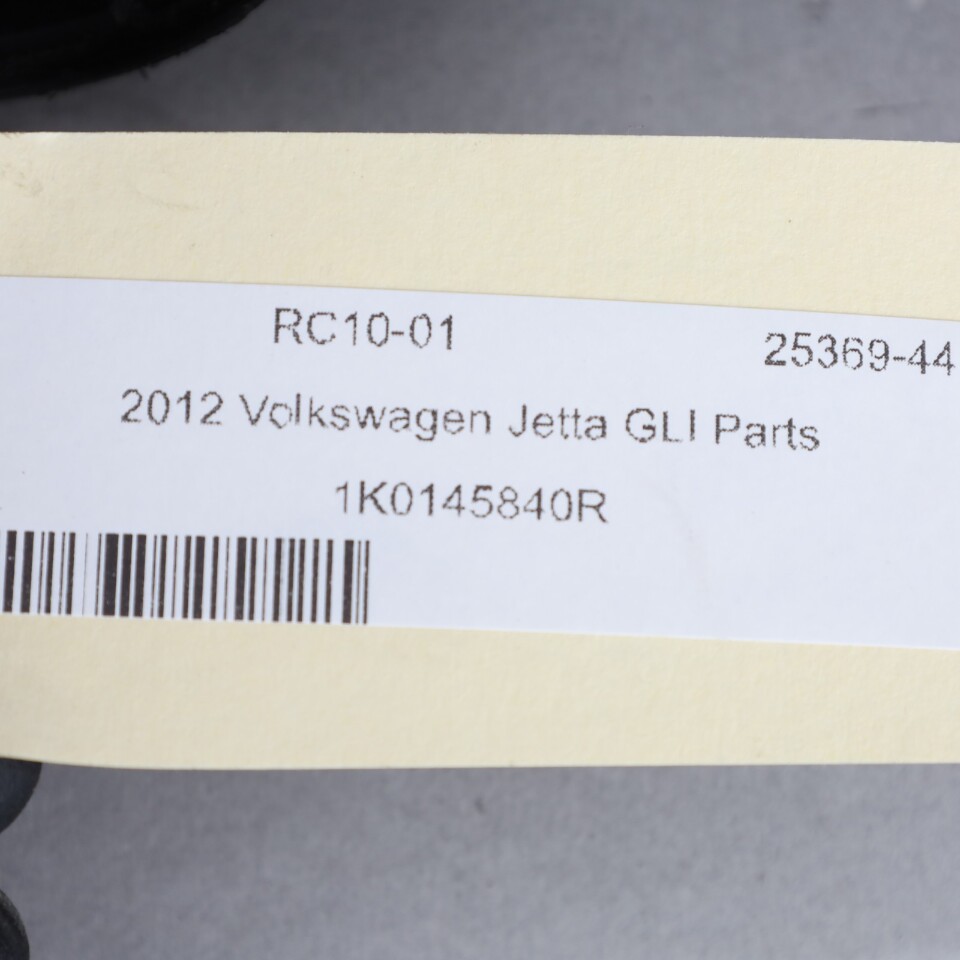 RC10-01 25369-44
2012 Volkswagen Jetta GLI Parts
1K0145840R